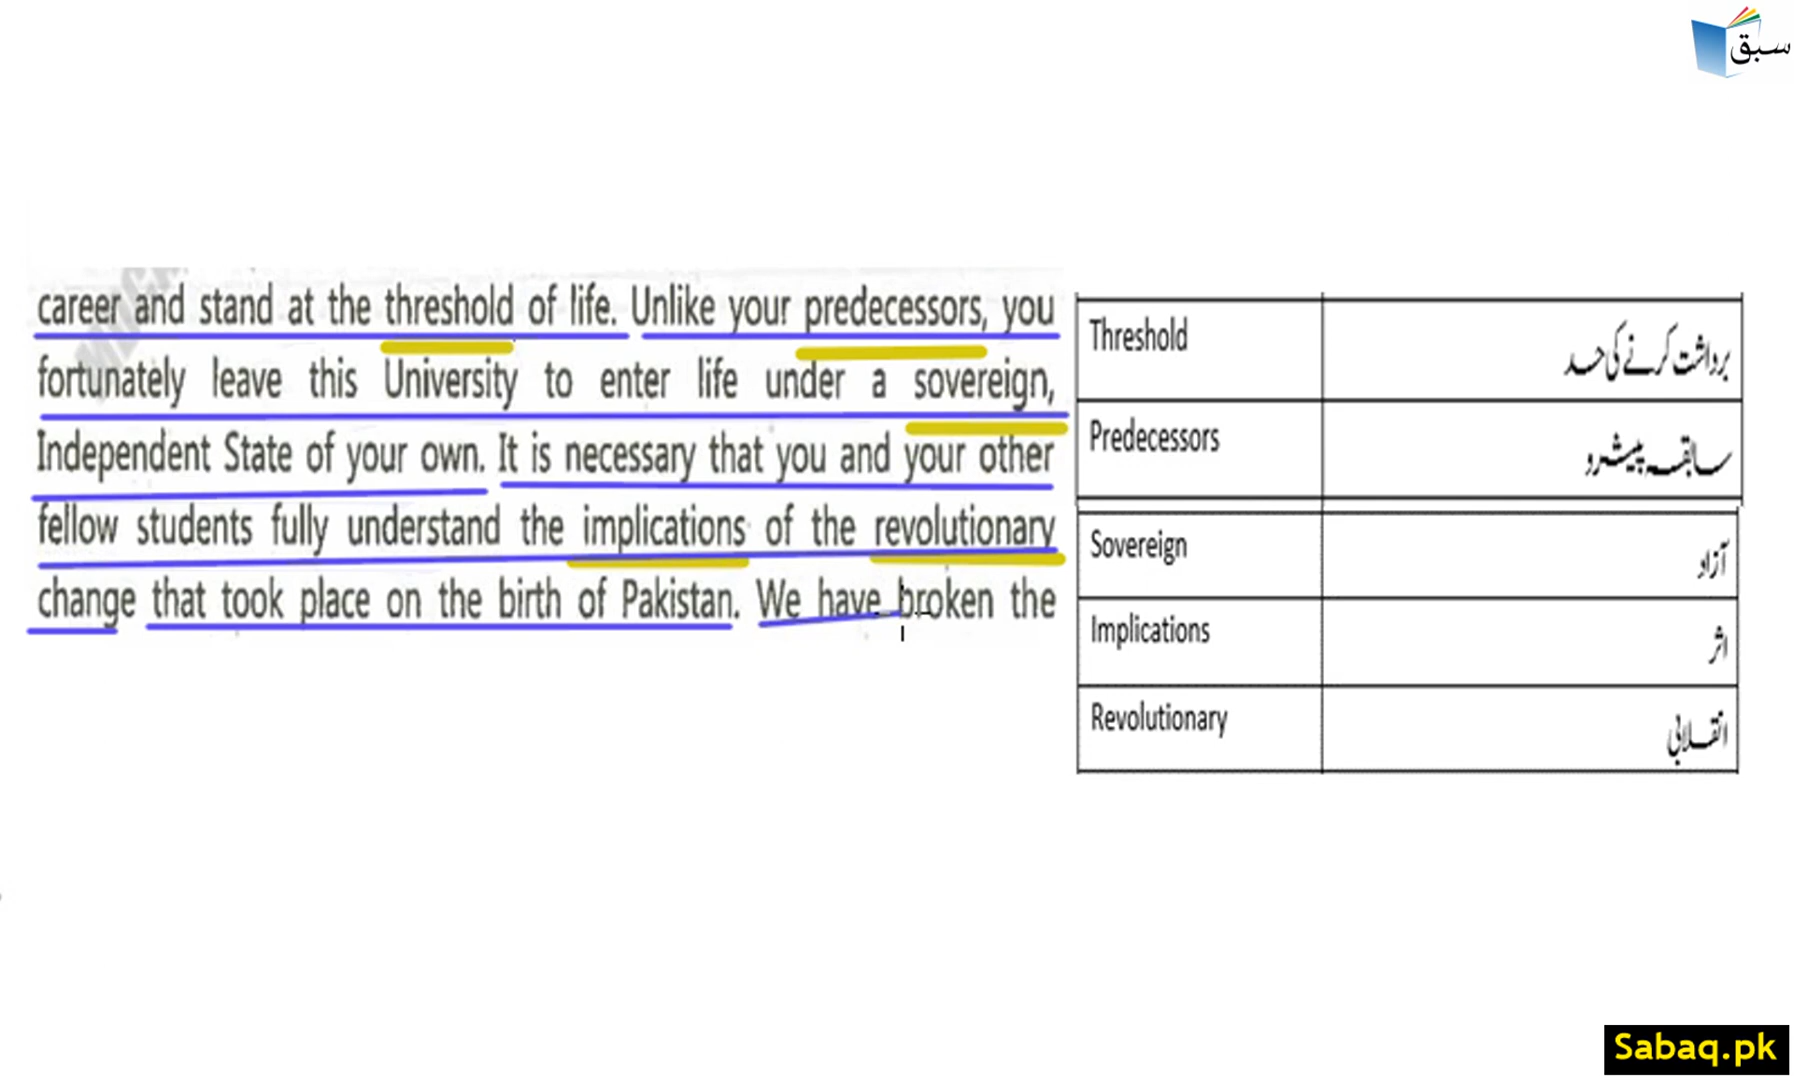 سبق
career and stand at the threshold of life. Unlike your predecessors, you
fortunately leave this University to enter life under a sovereign,
Independent State of your own. It is necessary that you and your other
fellow students fully understand the implications of the revolutionary
change that took place on the birth of Pakistan. We have broken the
Threshold برداشت کرنے کی حد
Predecessors سابقہ پیشرو
Sovereign آزاد
Implications اثر
Revolutionary انقلابی
Sabaq.pk